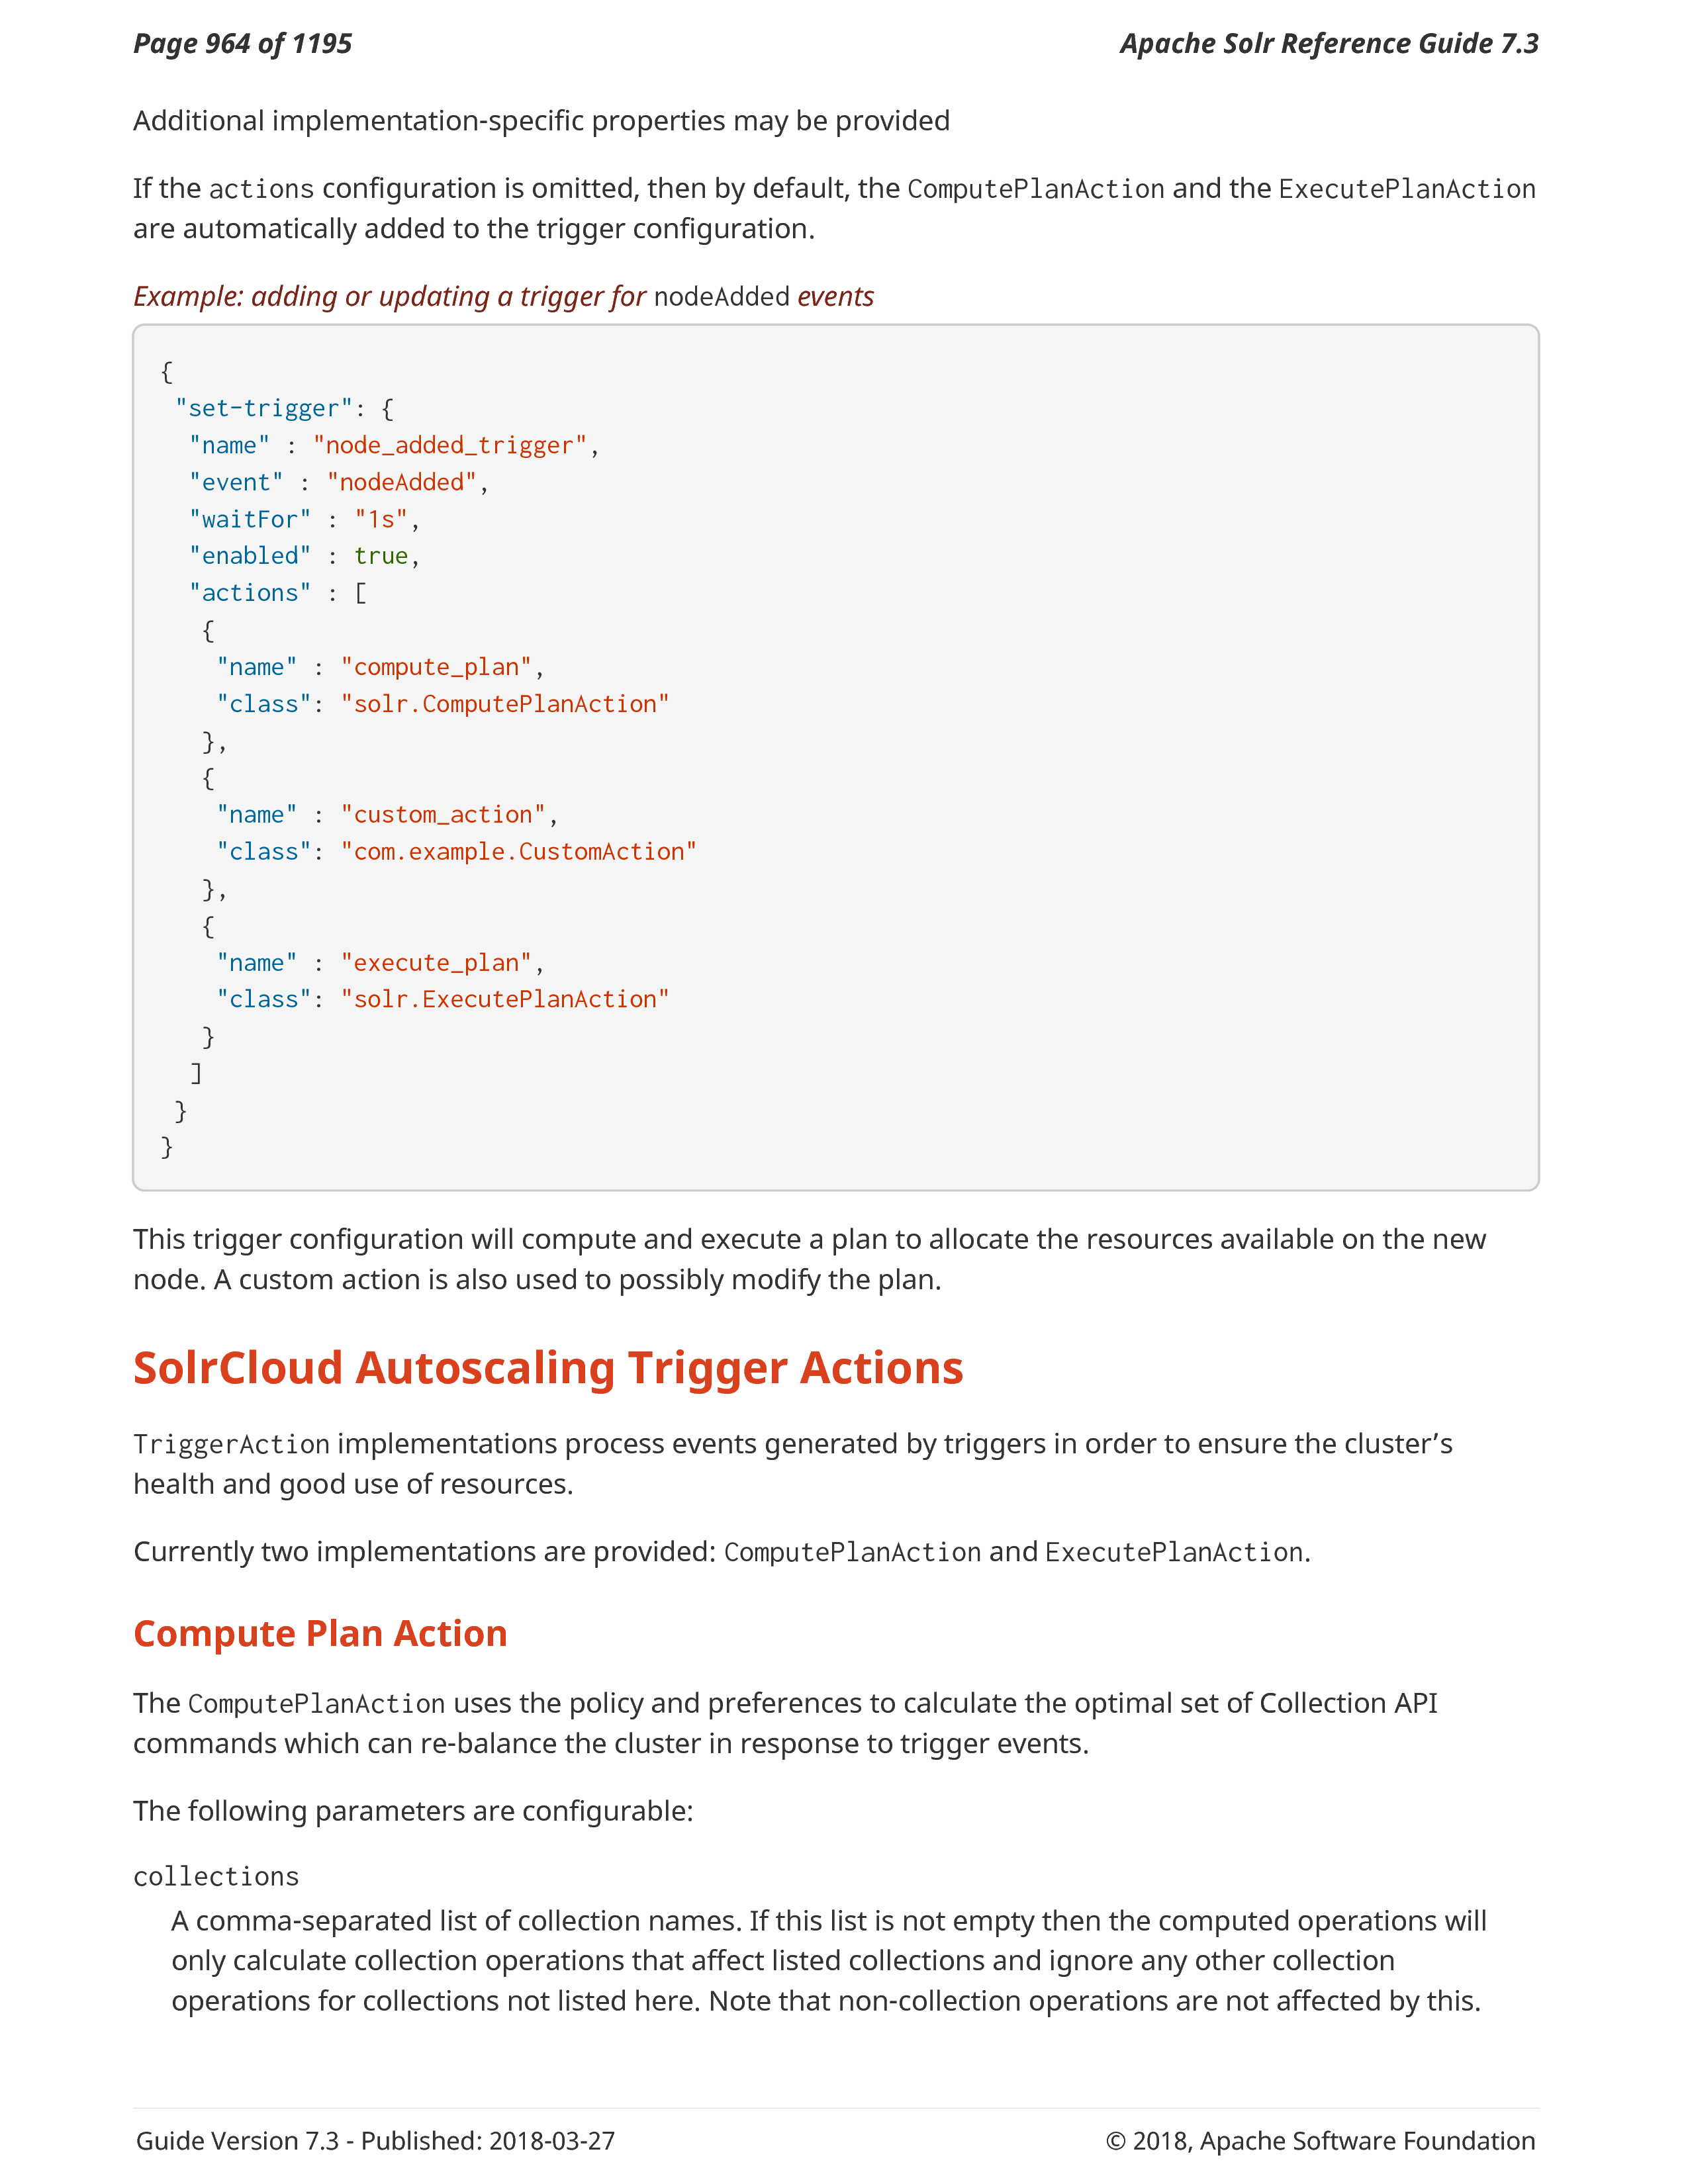 Page 964 of 1195
Apache Solr Reference Guide 7.3
Additional implementation-specific properties may be provided
If the actions configuration is omitted, then by default, the ComputePlanAction and the ExecutePlanAction
are automatically added to the trigger configuration.
Example: adding or updating a trigger for nodeAdded events
{
 "set-trigger": {
  "name" : "node_added_trigger",
  "event" : "nodeAdded",
  "waitFor" : "1s",
  "enabled" : true,
  "actions" : [
   {
    "name" : "compute_plan",
    "class": "solr.ComputePlanAction"
   },
   {
    "name" : "custom_action",
    "class": "com.example.CustomAction"
   },
   {
    "name" : "execute_plan",
    "class": "solr.ExecutePlanAction"
   }
  ]
 }
}
This trigger configuration will compute and execute a plan to allocate the resources available on the new
node. A custom action is also used to possibly modify the plan.
SolrCloud Autoscaling Trigger Actions
TriggerAction implementations process events generated by triggers in order to ensure the cluster’s
health and good use of resources.
Currently two implementations are provided: ComputePlanAction and ExecutePlanAction.
Compute Plan Action
The ComputePlanAction uses the policy and preferences to calculate the optimal set of Collection API
commands which can re-balance the cluster in response to trigger events.
The following parameters are configurable:
collections
A comma-separated list of collection names. If this list is not empty then the computed operations will
only calculate collection operations that affect listed collections and ignore any other collection
operations for collections not listed here. Note that non-collection operations are not affected by this.
Guide Version 7.3 - Published: 2018-03-27
© 2018, Apache Software Foundation